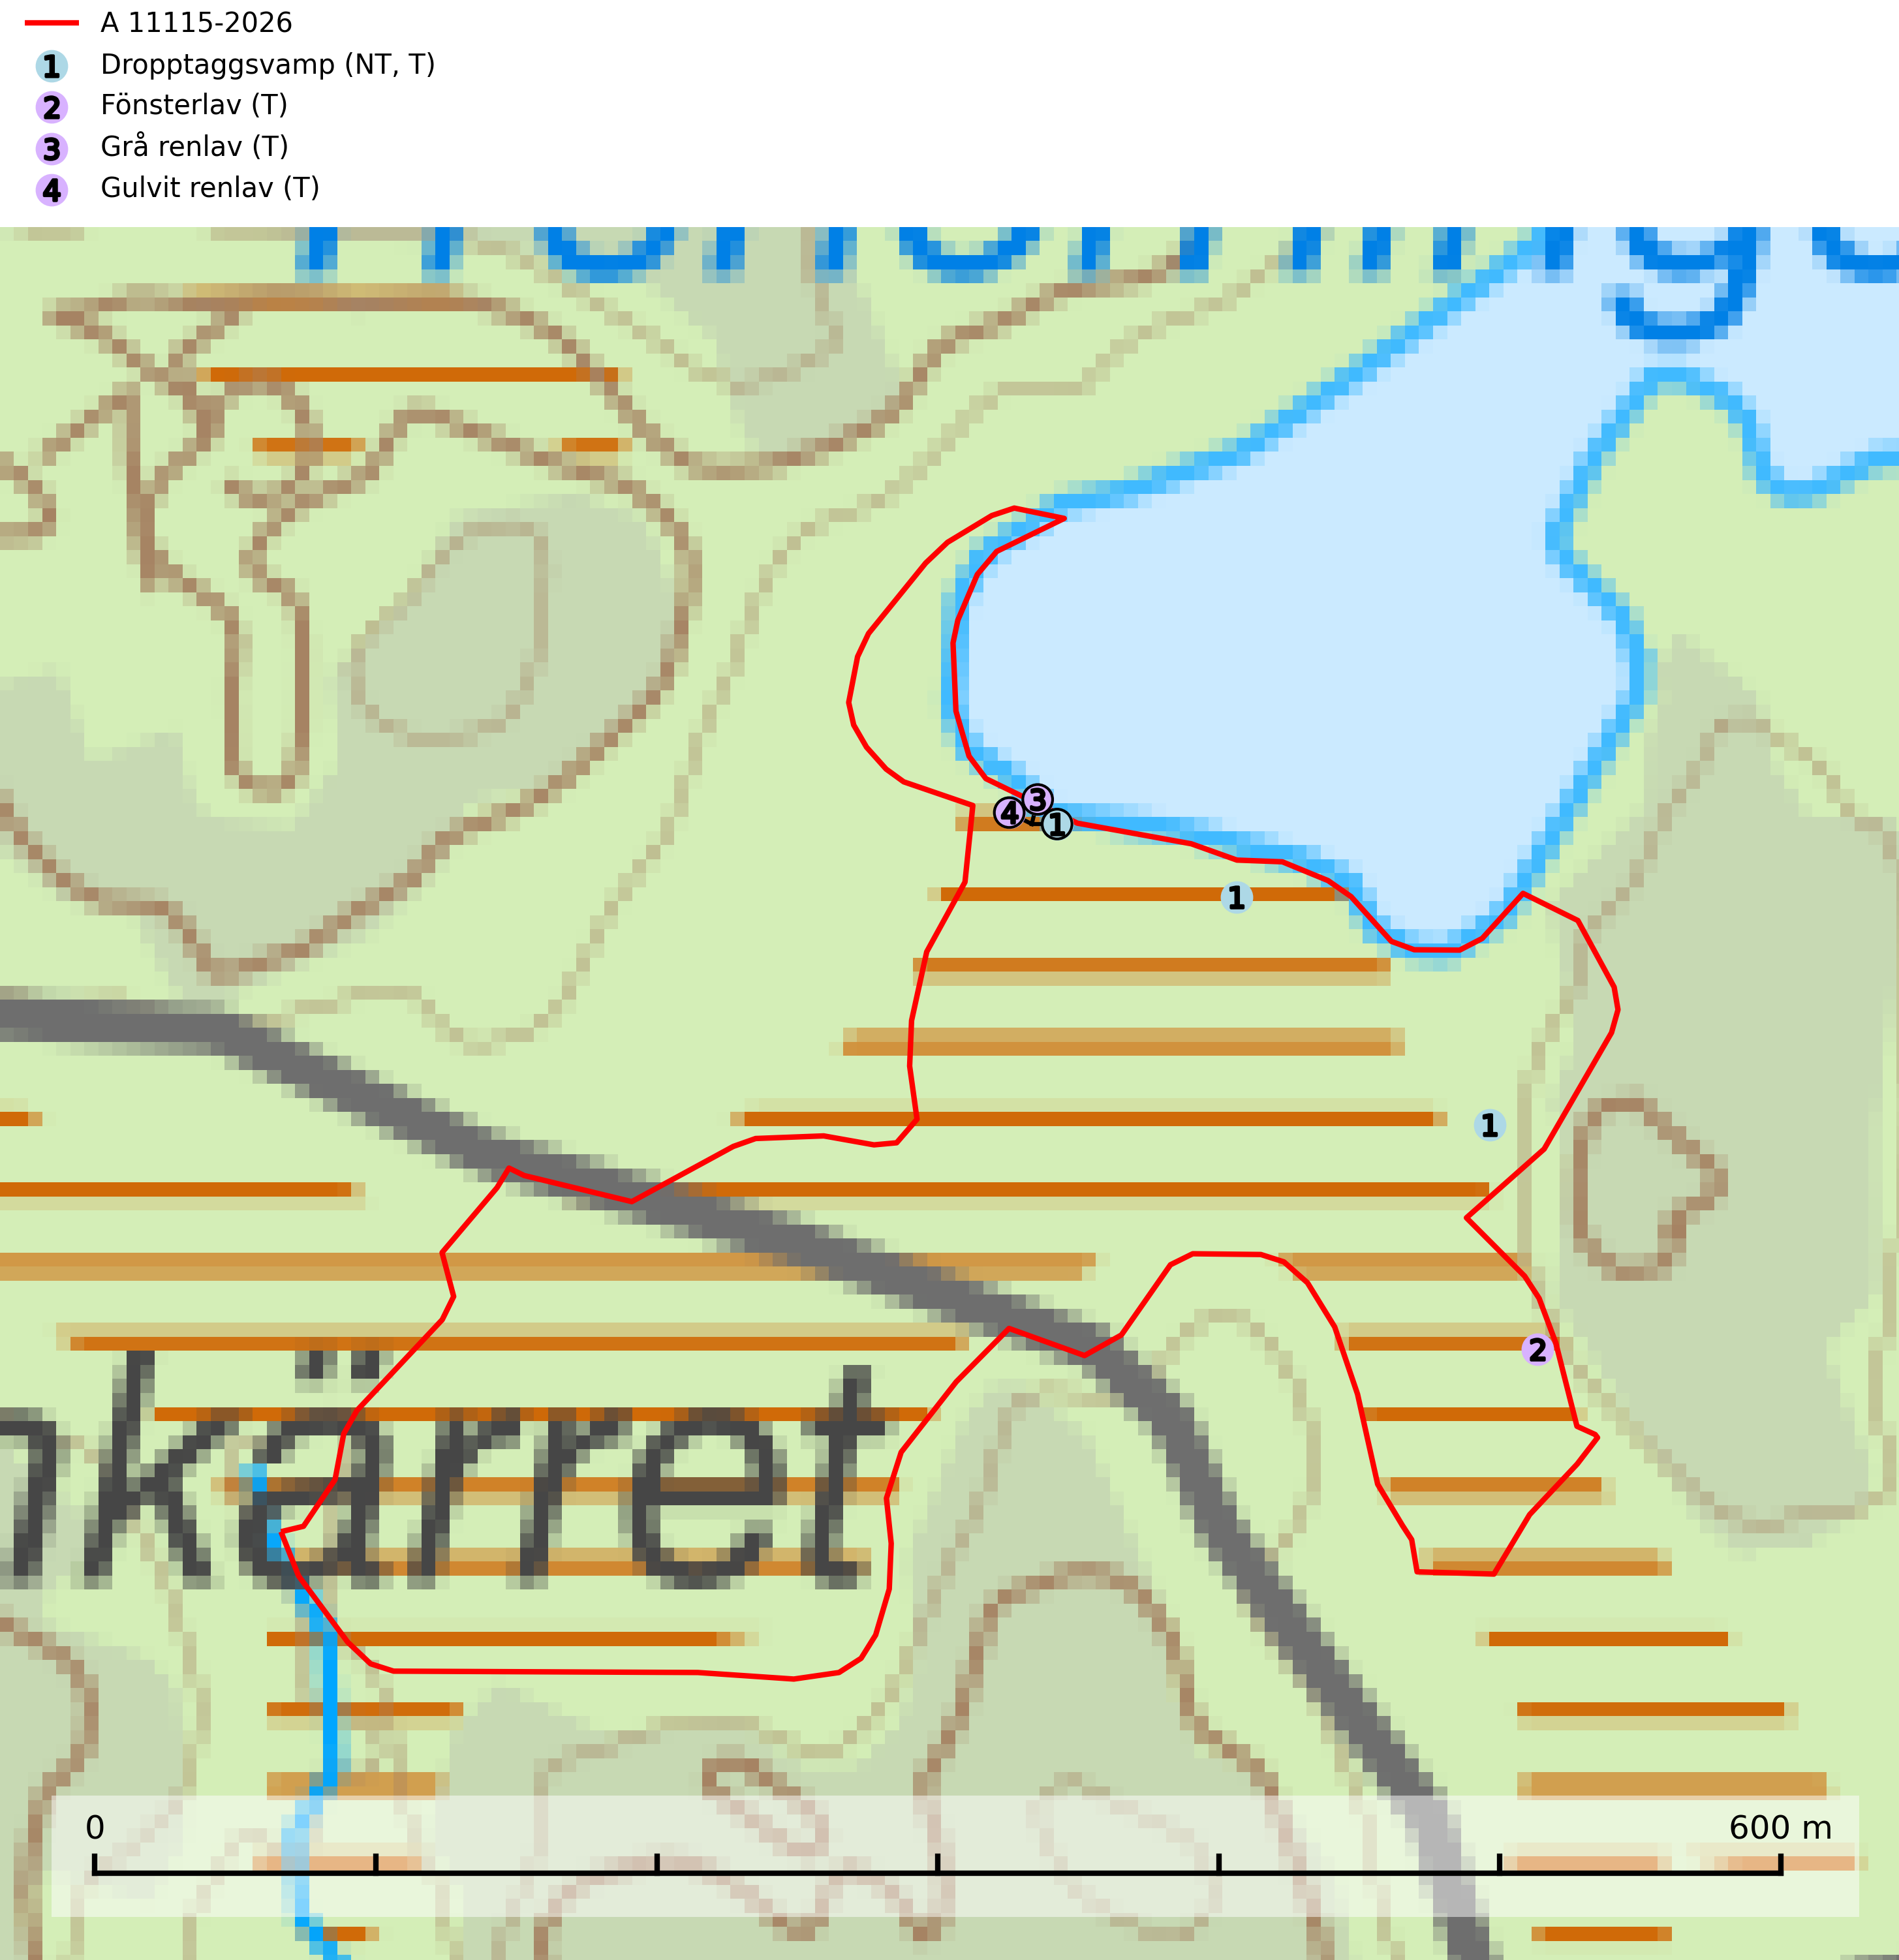 A 11115-2026
1 Dropptaggsvamp (NT, T)
2 Fönsterlav (T)
3 Grå renlav (T)
4 Gulvit renlav (T)
3
4
1
1
1
2
kärret
0 600 m